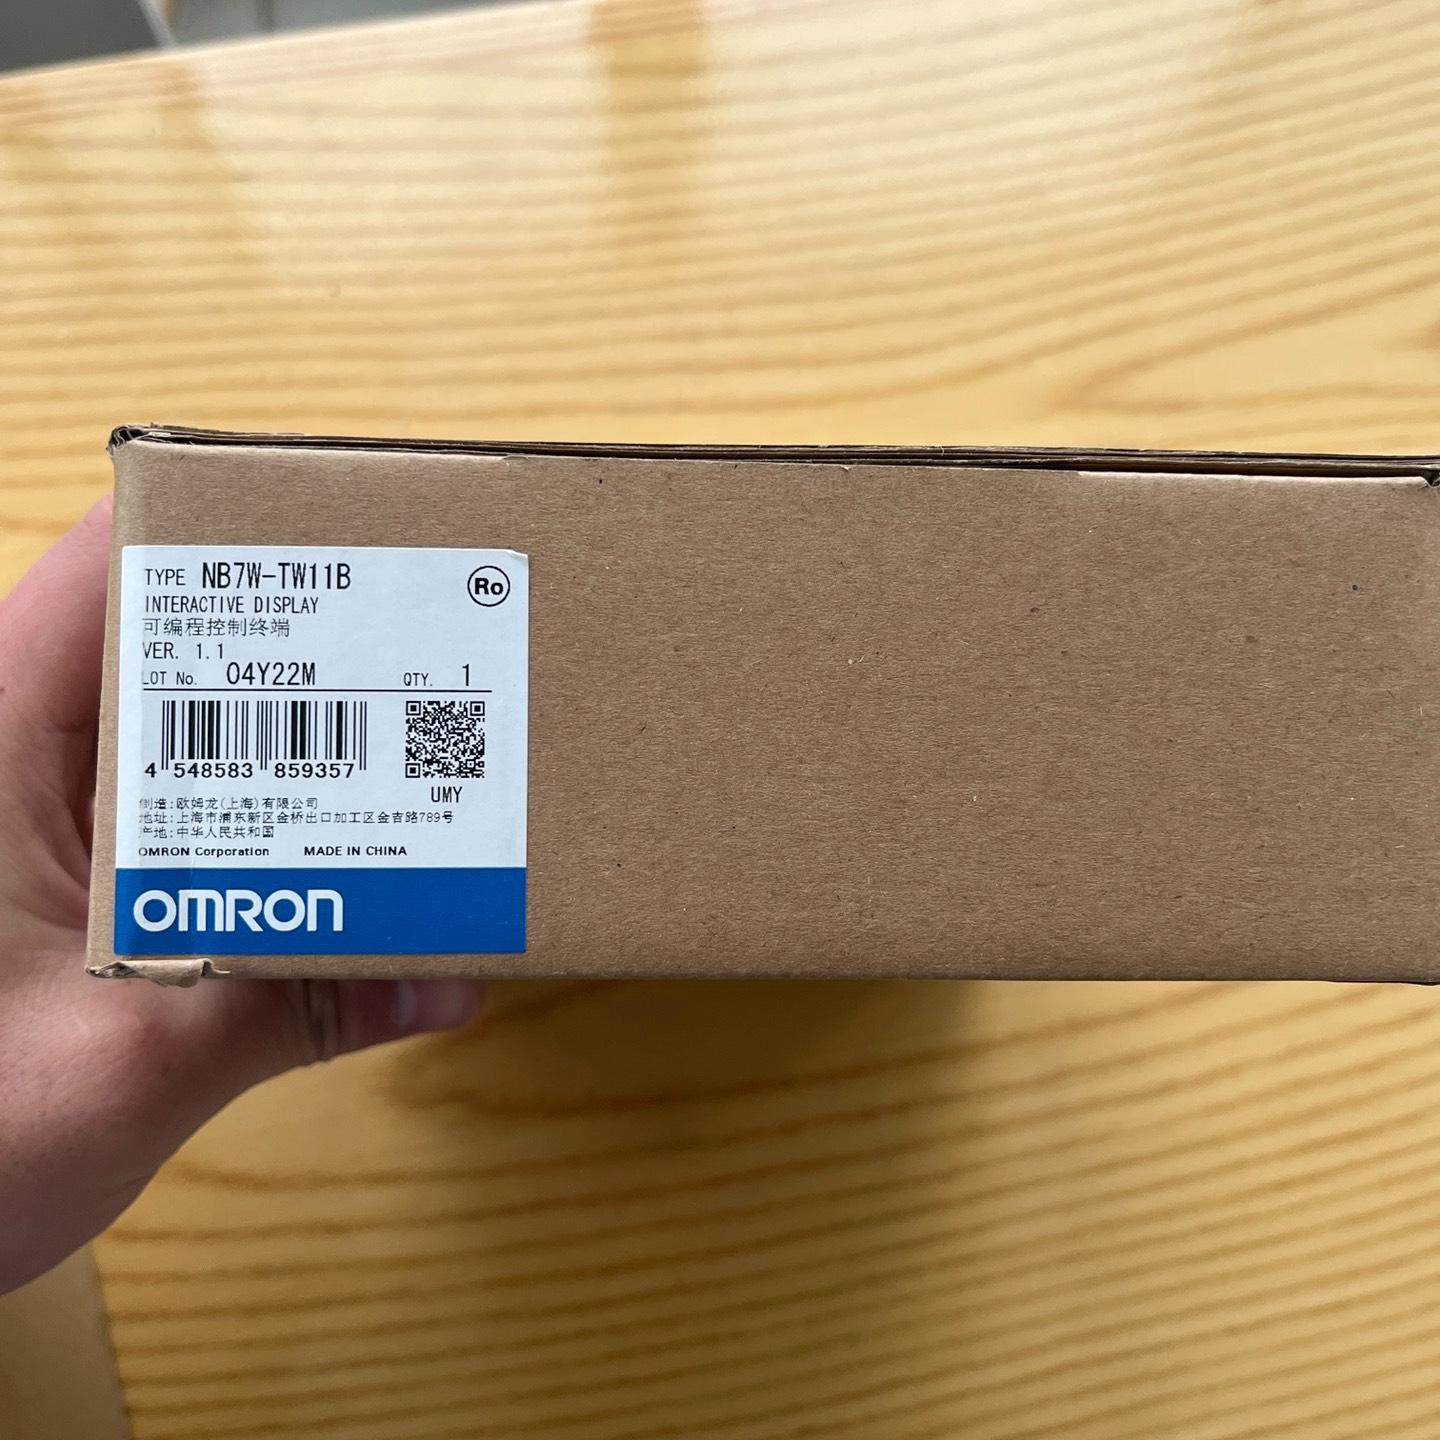 TYPE NB7W-TW11B
Ro
INTERACTIVE DISPLAY
可编程控制终端
VER. 1.1
LOT No. 04Y22M QTY. 1
4 548583 859357
UMY
制造:欧姆龙(上海)有限公司
地址:上海市浦东新区金桥出口加工区金吉路789号
产地:中华人民共和国
OMRON Corporation MADE IN CHINA
OMRON